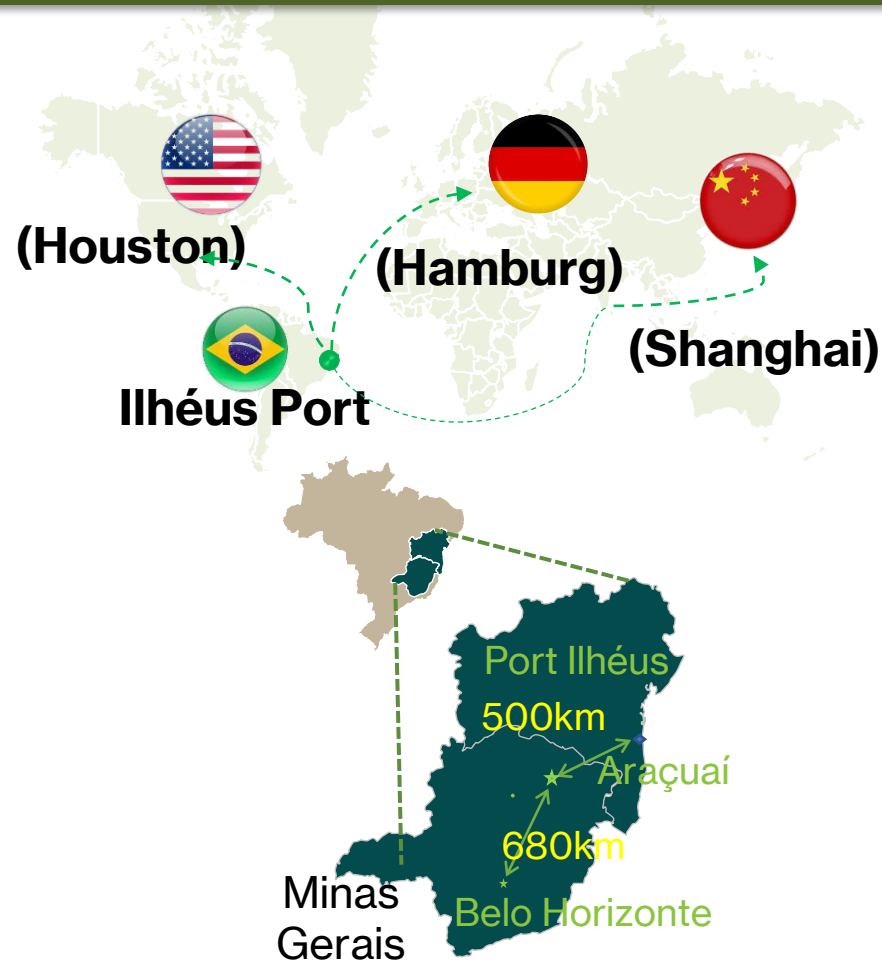 (Houston)
(Hamburg)
(Shanghai)
Ilhéus Port
Port Ilhéus
500km
Araçuaí
680km
Minas
Gerais
Belo Horizonte